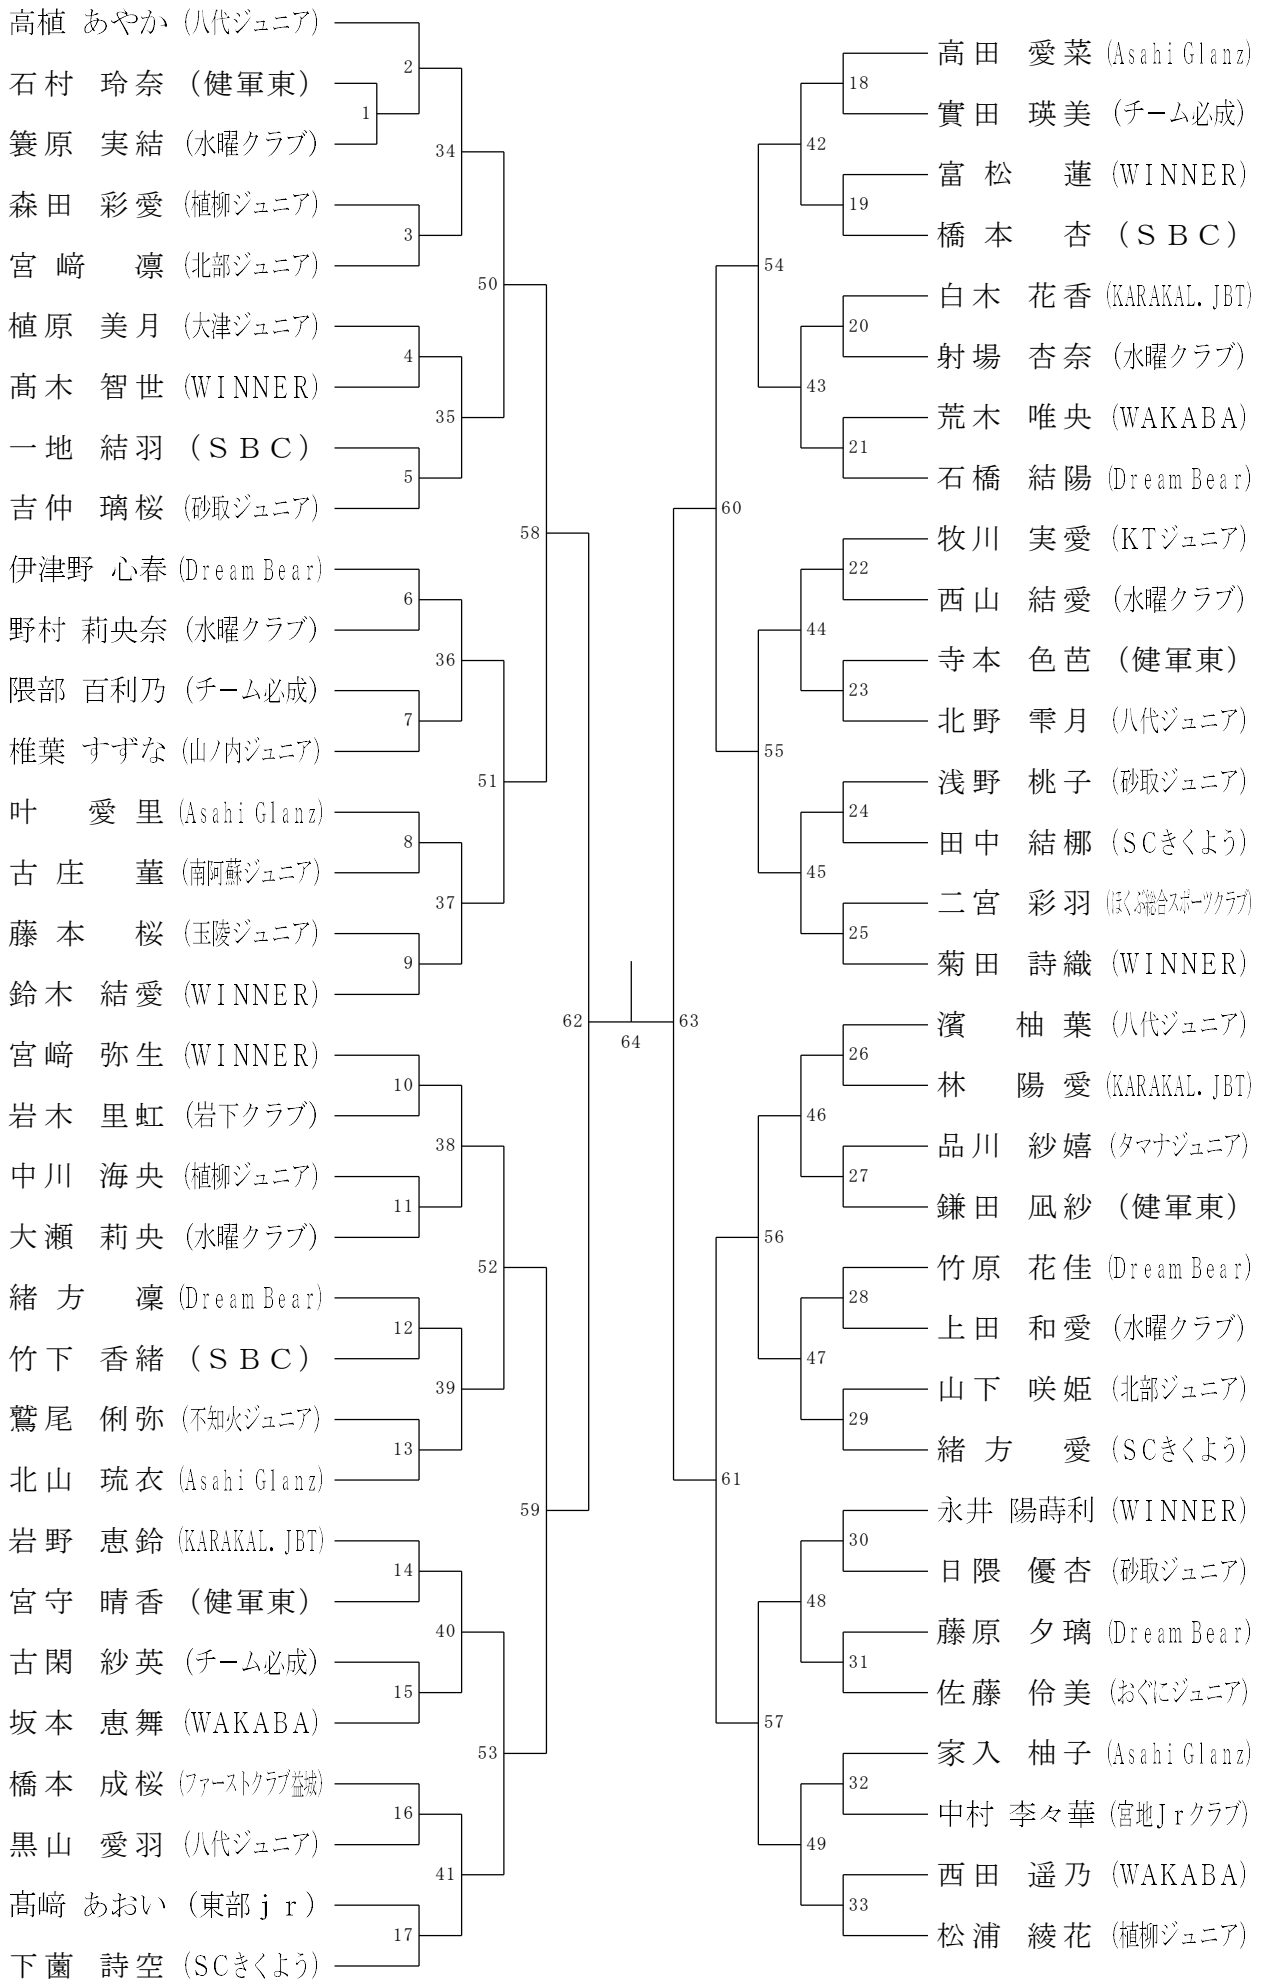 高植 あやか (八代ジュニア)
石村 玲奈 (健軍東)
簑原 実結 (水曜クラブ)
森田 彩愛 (植柳ジュニア)
宮﨑 凛 (北部ジュニア)
植原 美月 (大津ジュニア)
髙木 智世 (WINNER)
一地 結羽 (SBC)
吉仲 璃桜 (砂取ジュニア)
伊津野 心春 (Dream Bear)
野村 莉央奈 (水曜クラブ)
隈部 百利乃 (チーム必成)
椎葉 すずな (山ノ内ジュニア)
叶 愛里 (Asahi Glanz)
古庄 菫 (南阿蘇ジュニア)
藤本 桜 (玉陵ジュニア)
鈴木 結愛 (WINNER)
宮﨑 弥生 (WINNER)
岩木 里虹 (岩下クラブ)
中川 海央 (植柳ジュニア)
大瀬 莉央 (水曜クラブ)
緒方 凜 (Dream Bear)
竹下 香緒 (SBC)
鷲尾 俐弥 (不知火ジュニア)
北山 琉衣 (Asahi Glanz)
岩野 恵鈴 (KARAKAL.JBT)
宮守 晴香 (健軍東)
古閑 紗英 (チーム必成)
坂本 恵舞 (WAKABA)
橋本 成桜 (ファーストクラブ益城)
黒山 愛羽 (八代ジュニア)
髙﨑 あおい (東部jr)
下薗 詩空 (SCきくよう)
1
2
3
4
5
6
7
8
9
10
11
12
13
14
15
16
17
34
35
36
37
38
39
40
41
50
51
52
53
58
59
62
64
63
60
61
54
55
56
57
42
43
44
45
46
47
48
49
18
19
20
21
22
23
24
25
26
27
28
29
30
31
32
33
高田 愛菜 (Asahi Glanz)
實田 瑛美 (チーム必成)
富松 蓮 (WINNER)
橋本 杏 (SBC)
白木 花香 (KARAKAL.JBT)
射場 杏奈 (水曜クラブ)
荒木 唯央 (WAKABA)
石橋 結陽 (Dream Bear)
牧川 実愛 (KTジュニア)
西山 結愛 (水曜クラブ)
寺本 色芭 (健軍東)
北野 雫月 (八代ジュニア)
浅野 桃子 (砂取ジュニア)
田中 結梛 (SCきくよう)
二宮 彩羽 (ほくぶ総合スポーツクラブ)
菊田 詩織 (WINNER)
濱 柚葉 (八代ジュニア)
林 陽愛 (KARAKAL.JBT)
品川 紗嬉 (タマナジュニア)
鎌田 凪紗 (健軍東)
竹原 花佳 (Dream Bear)
上田 和愛 (水曜クラブ)
山下 咲姫 (北部ジュニア)
緒方 愛 (SCきくよう)
永井 陽蒔利 (WINNER)
日隈 優杏 (砂取ジュニア)
藤原 夕璃 (Dream Bear)
佐藤 伶美 (おぐにジュニア)
家入 柚子 (Asahi Glanz)
中村 李々華 (宮地Jrクラブ)
西田 遥乃 (WAKABA)
松浦 綾花 (植柳ジュニア)